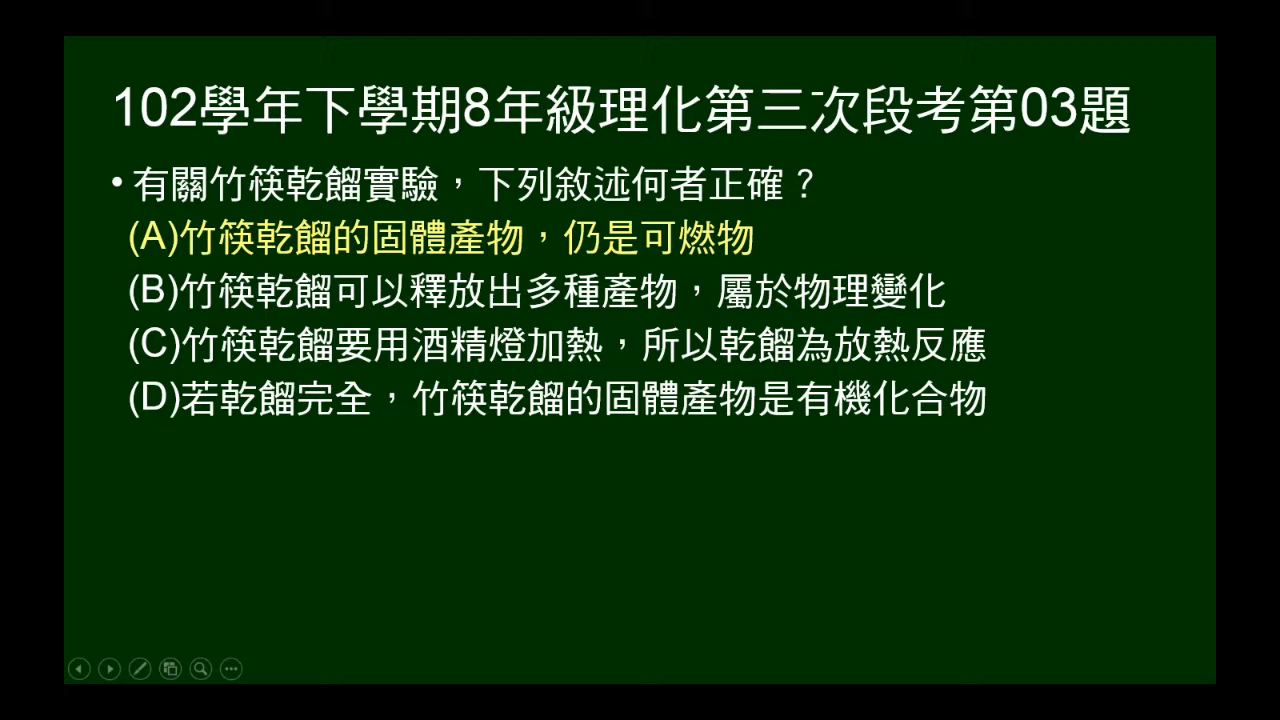 102學年下學期8年級理化第三次段考第03題
•有關竹筷乾餾實驗，下列敘述何者正確？
(A)竹筷乾餾的固體產物，仍是可燃物
(B)竹筷乾餾可以釋放出多種產物，屬於物理變化
(C)竹筷乾餾要用酒精燈加熱，所以乾餾為放熱反應
(D)若乾餾完全，竹筷乾餾的固體產物是有機化合物